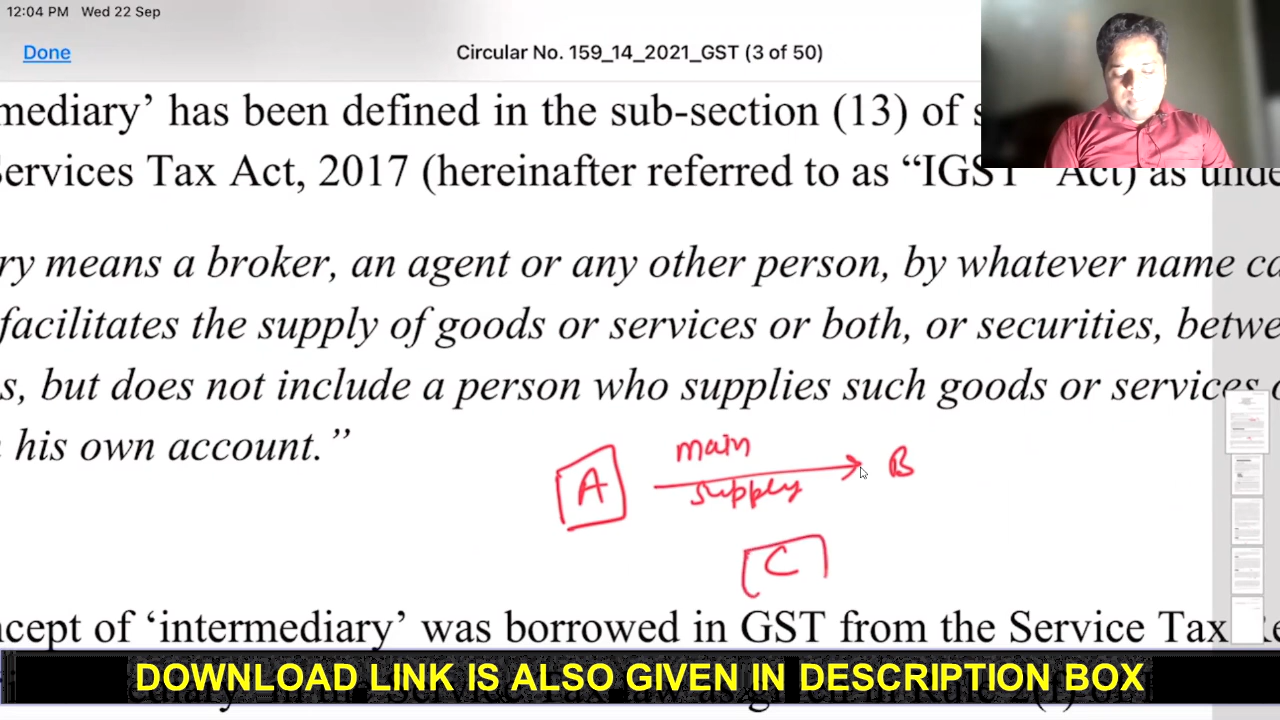 12:04 PM Wed 22 Sep
Done
Circular No. 159_14_2021_GST (3 of 50)
mediary’ has been defined in the sub-section (13) of
Services Tax Act, 2017 (hereinafter referred to as “IGST” Act) as
ry means a broker, an agent or any other person, by whatever name
facilitates the supply of goods or services or both, or securities,
s, but does not include a person who supplies such goods or services
his own account.”
main
A
B
supply
C
ncept of ‘intermediary’ was borrowed in GST from the Service Tax
DOWNLOAD LINK IS ALSO GIVEN IN DESCRIPTION BOX